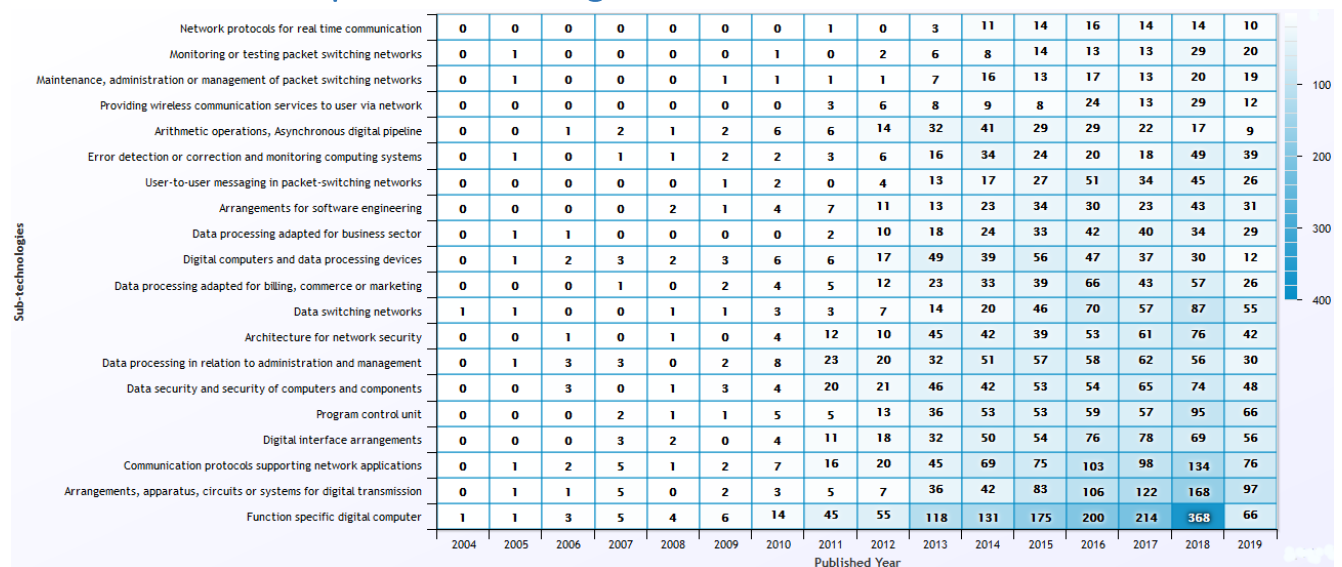 Network protocols for real time communication 0 0 0 0 0 0 0 1 0 3 11 14 16 14 14 10
Monitoring or testing packet switching networks 0 1 0 0 0 0 1 0 2 6 8 14 13 13 29 20
Maintenance, administration or management of packet switching networks 0 1 0 0 0 1 1 1 1 7 16 13 17 13 20 19
100
Providing wireless communication services to user via network 0 0 0 0 0 0 0 3 6 8 9 8 24 13 29 12
Arithmetic operations, Asynchronous digital pipeline 0 0 1 2 1 2 6 6 14 32 41 29 29 22 17 9
Error detection or correction and monitoring computing systems 0 1 0 1 1 2 2 3 6 16 34 24 20 18 49 39
200
User-to-user messaging in packet-switching networks 0 0 0 0 0 1 2 0 4 13 17 27 51 34 45 26
Arrangements for software engineering 0 0 0 0 2 1 4 7 11 13 23 34 30 23 43 31
300
Data processing adapted for business sector 0 1 1 0 0 0 0 2 10 18 24 33 42 40 34 29
Digital computers and data processing devices 0 1 2 3 2 3 6 6 17 49 39 56 47 37 30 12
Data processing adapted for billing, commerce or marketing 0 0 0 1 0 2 4 5 12 23 33 39 66 43 57 26
400
Data switching networks 1 1 0 0 1 1 3 3 7 14 20 46 70 57 87 55
Architecture for network security 0 0 1 0 1 0 4 12 10 45 42 39 53 61 76 42
Data processing in relation to administration and management 0 1 3 3 0 2 8 23 20 32 51 57 58 62 56 30
Data security and security of computers and components 0 0 3 0 1 3 4 20 21 46 42 53 54 65 74 48
Program control unit 0 0 0 2 1 1 5 5 13 36 53 53 59 57 95 66
Digital interface arrangements 0 0 0 3 2 0 4 11 18 32 50 54 76 78 69 56
Communication protocols supporting network applications 0 1 2 5 1 2 7 16 20 45 69 75 103 98 134 76
Arrangements, apparatus, circuits or systems for digital transmission 0 1 1 5 0 2 3 5 7 36 42 83 106 122 168 97
Function specific digital computer 1 1 3 5 4 6 14 45 55 118 131 175 200 214 368 66
2004 2005 2006 2007 2008 2009 2010 2011 2012 2013 2014 2015 2016 2017 2018 2019
Published Year
Sub-technologies